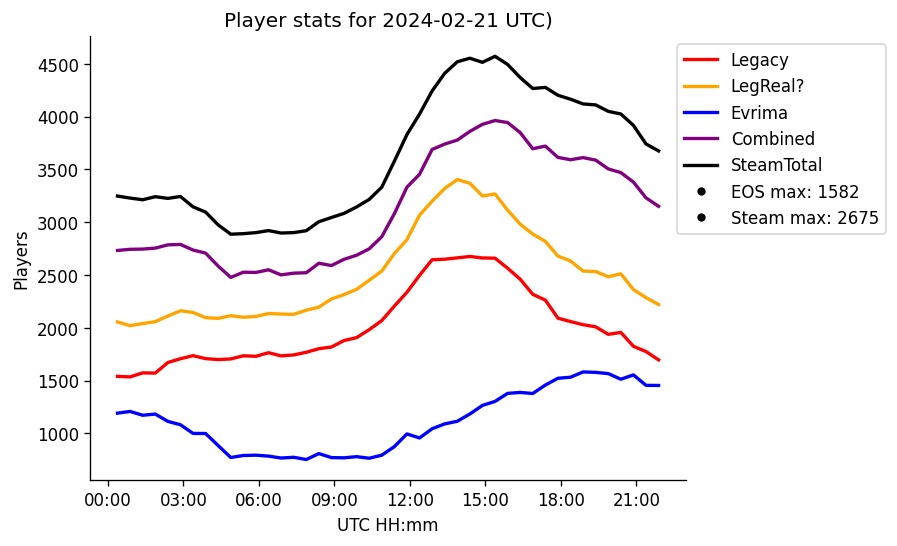 Player stats for 2024-02-21 UTC)
4500
4000
3500
3000
2500
2000
1500
1000
Players
00:00 03:00 06:00 09:00 12:00 15:00 18:00 21:00
UTC HH:mm
Legacy
LegReal?
Evrima
Combined
SteamTotal
EOS max: 1582
Steam max: 2675